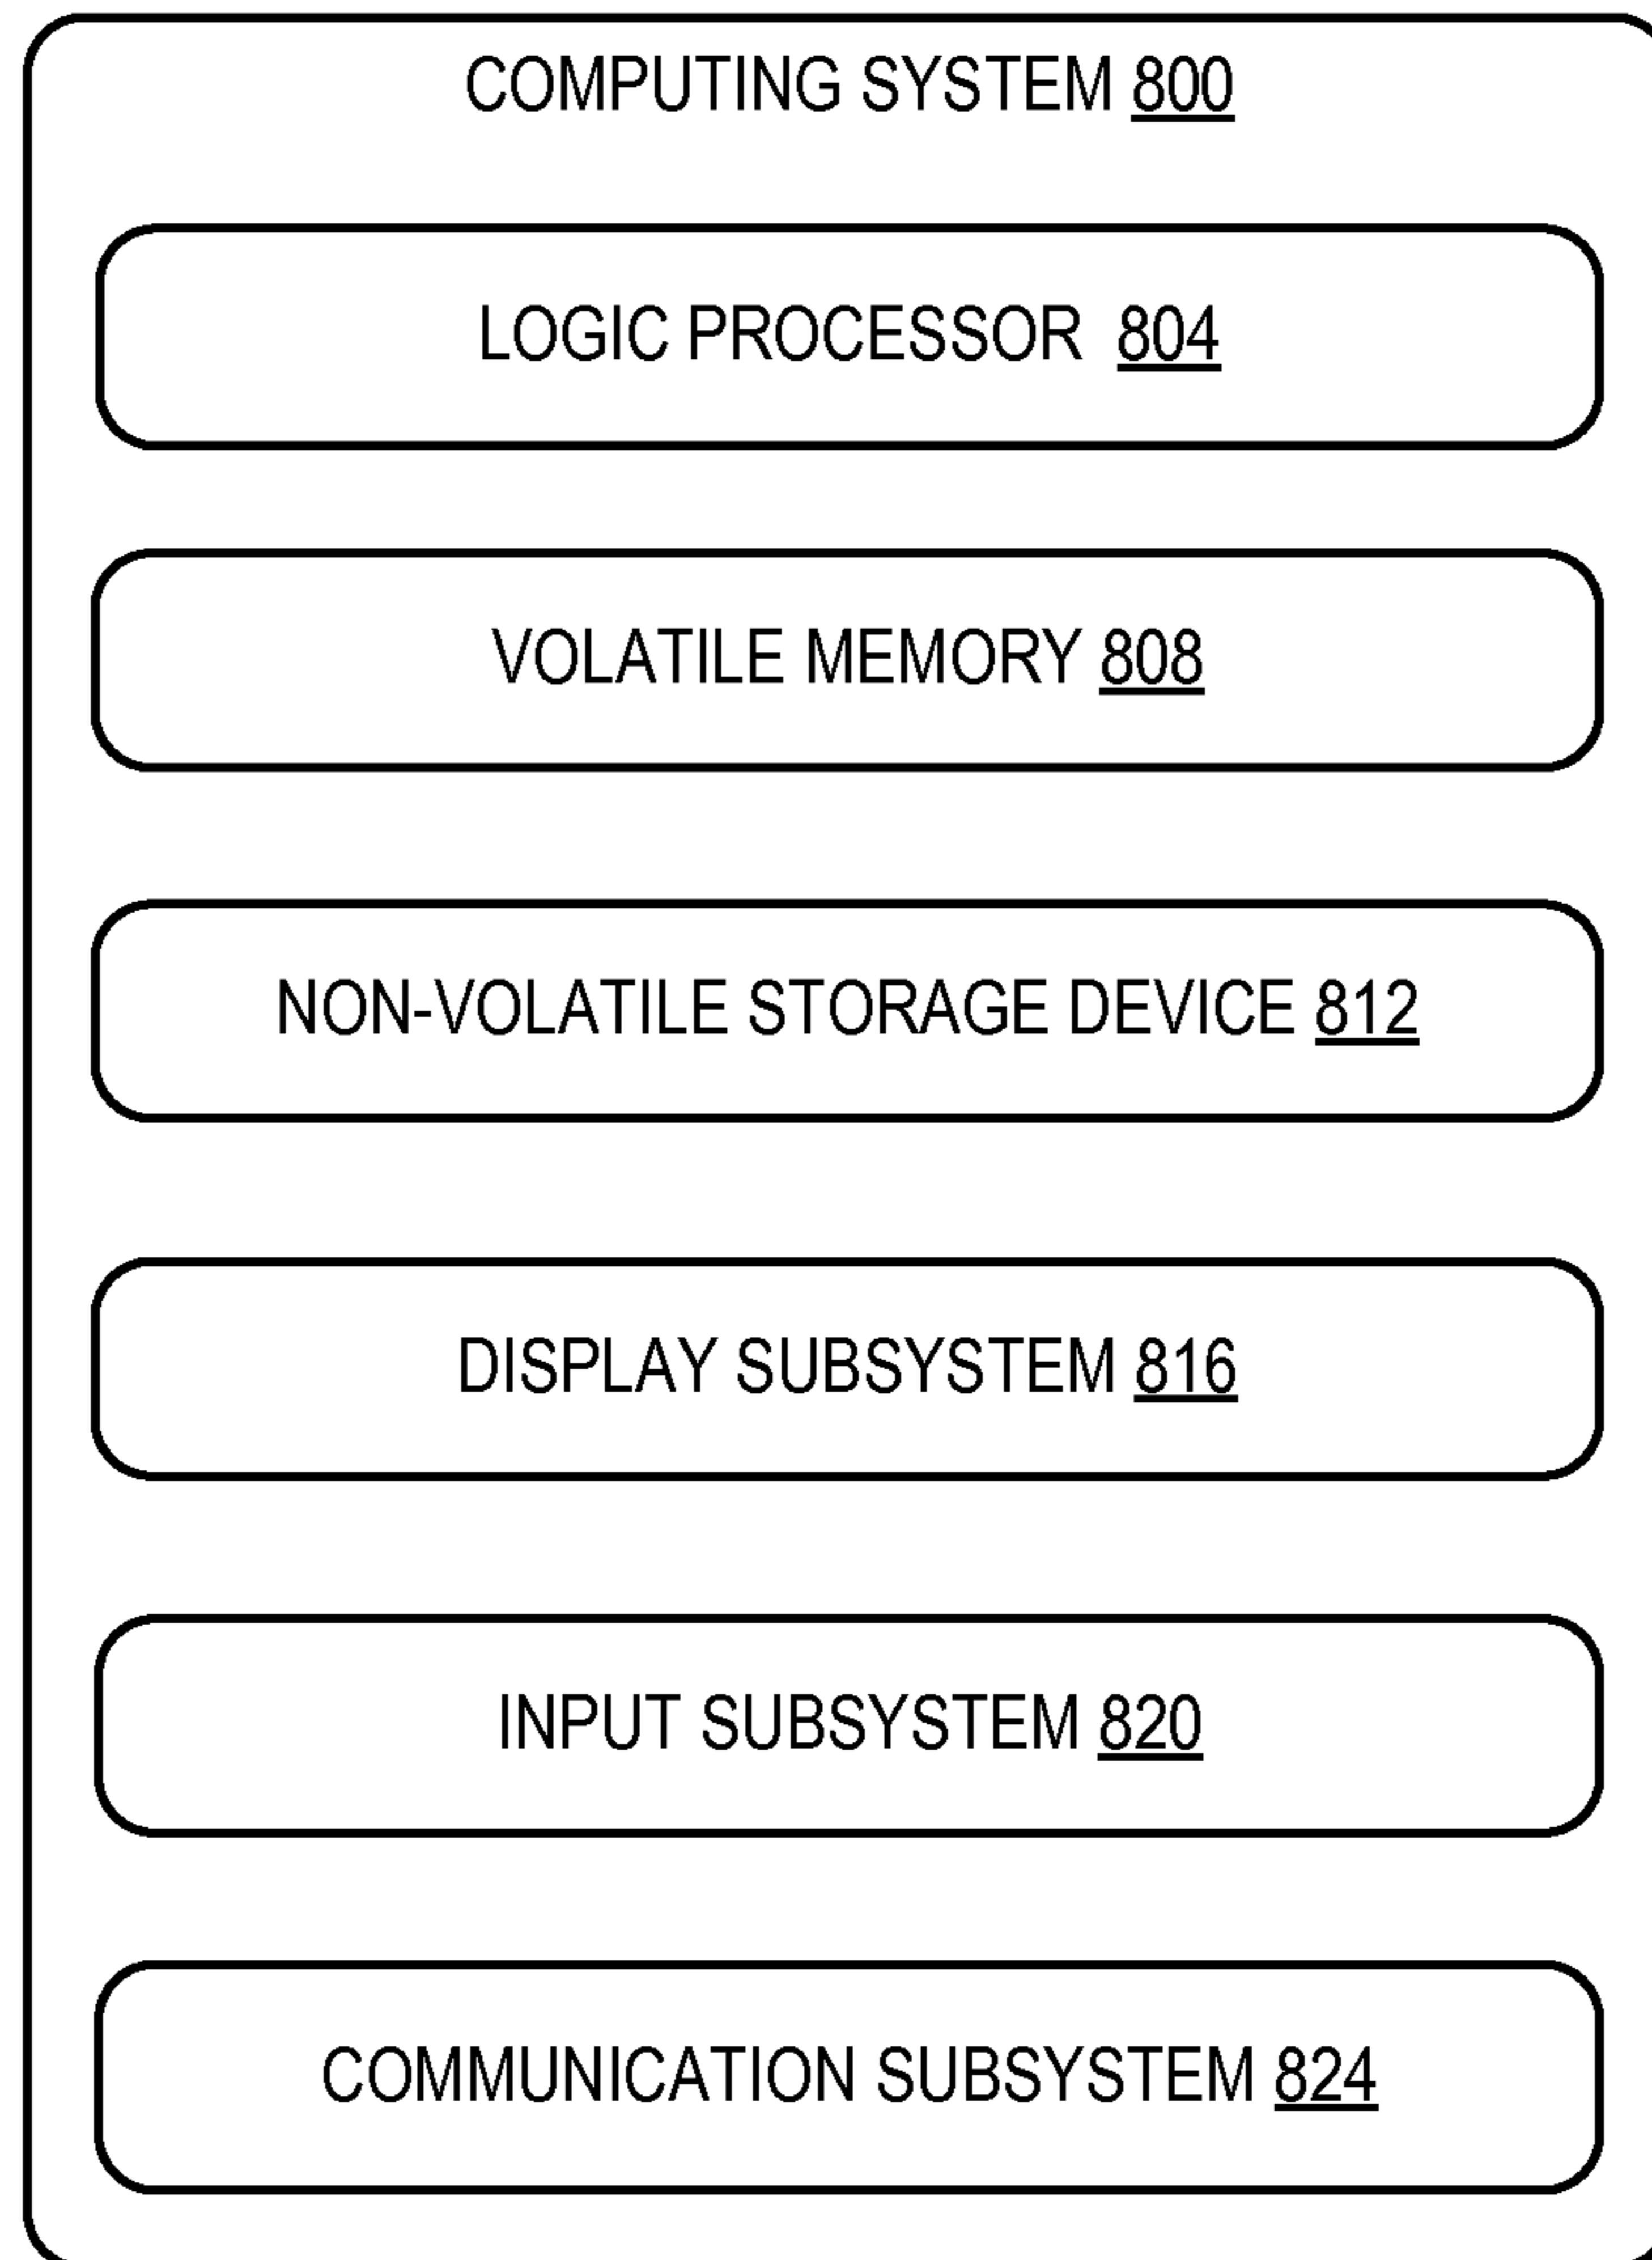 COMPUTING SYSTEM 800
LOGIC PROCESSOR 804
VOLATILE MEMORY 808
NON-VOLATILE STORAGE DEVICE 812
DISPLAY SUBSYSTEM 816
INPUT SUBSYSTEM 820
COMMUNICATION SUBSYSTEM 824